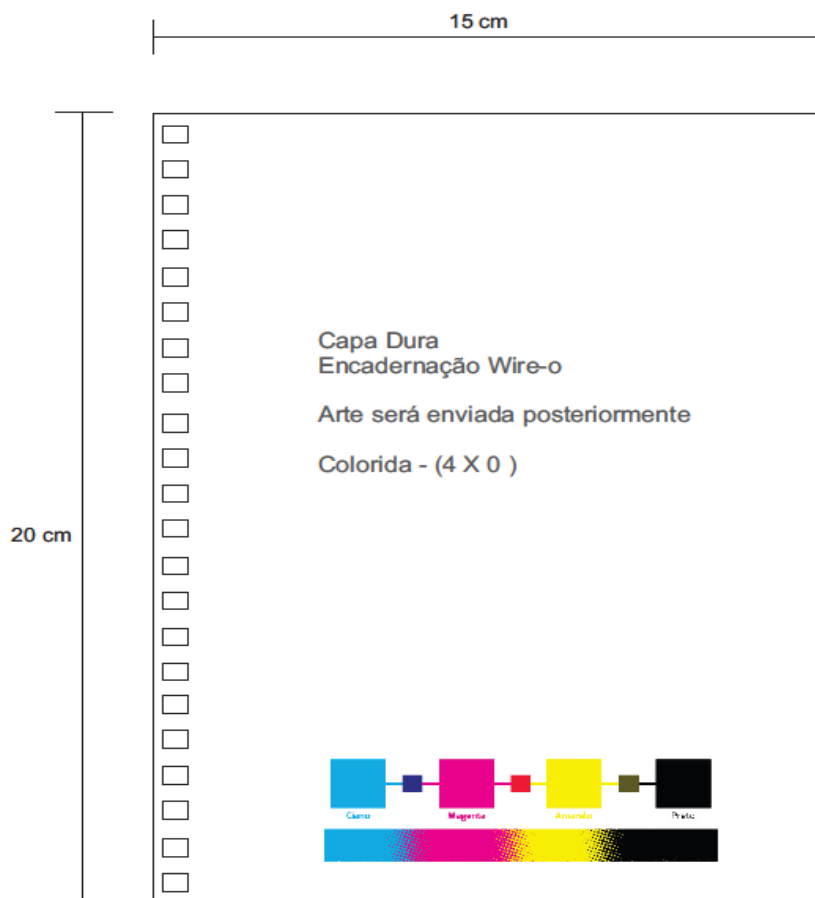 15 cm
20 cm
Capa Dura
Encadernação Wire-o
Arte será enviada posteriormente
Colorida - (4 X 0 )
Ciano
Magenta
Amarelo
Preto